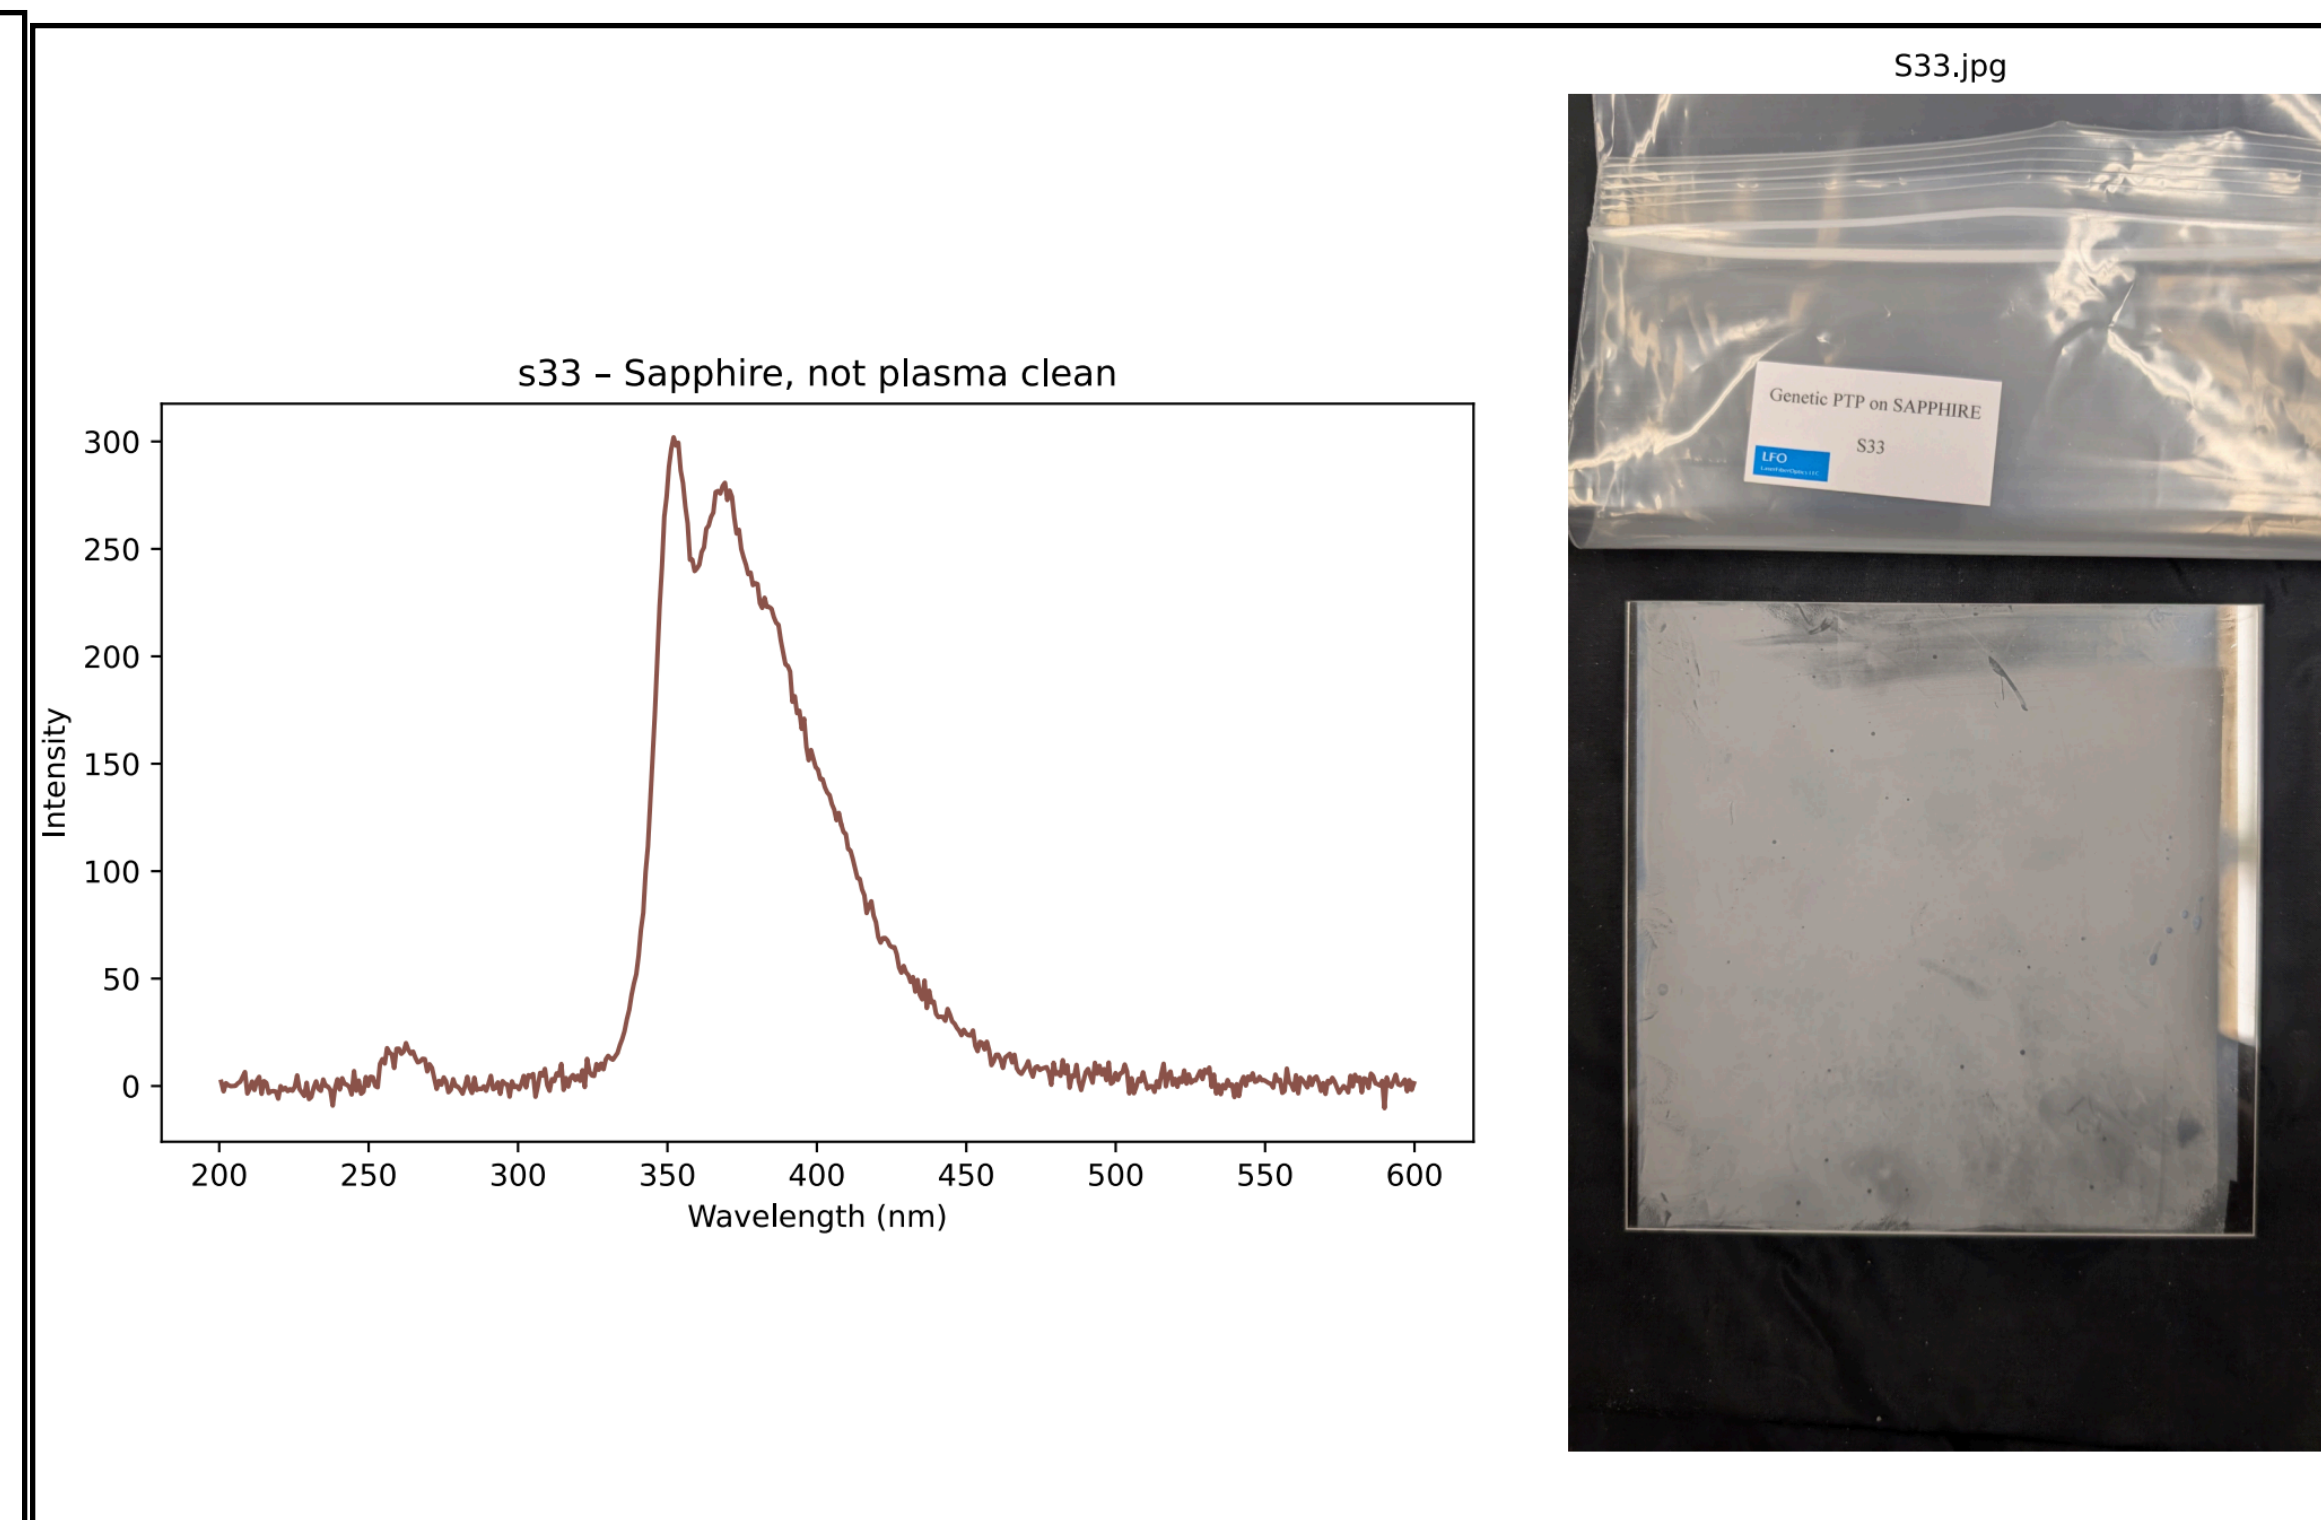 S33.jpg
s33 – Sapphire, not plasma clean
300
250
200
150
100
50
0
Intensity
200 250 300 350 400 450 500 550 600
Wavelength (nm)
Genetic PTP on SAPPHIRE
S33
LFO